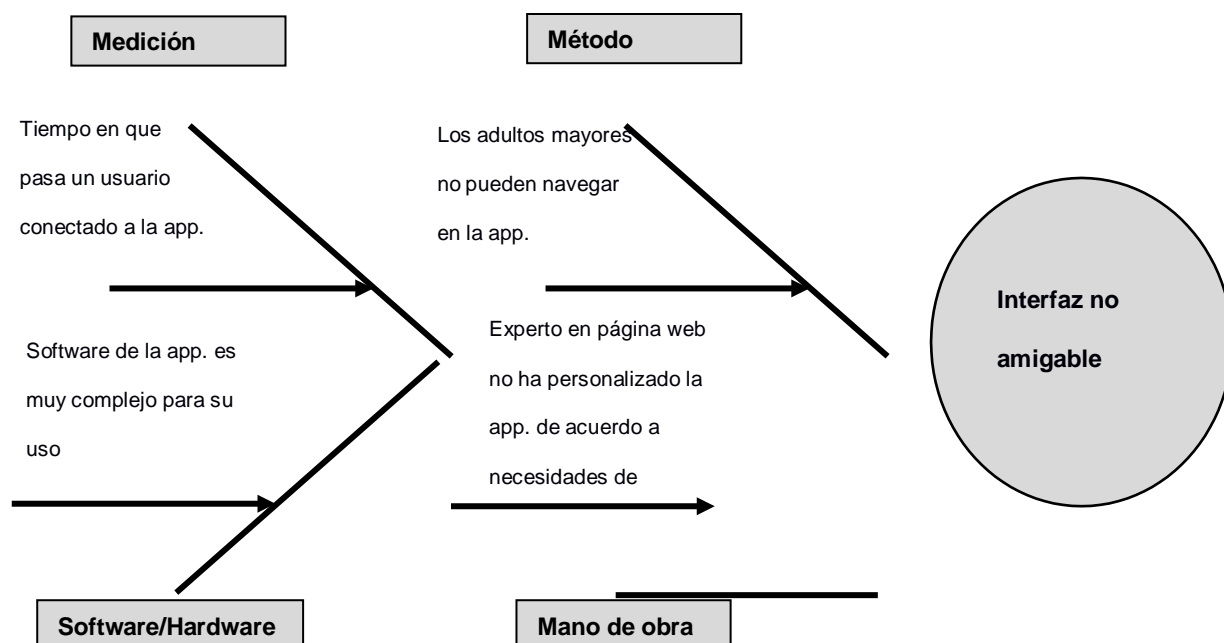 Medición
Método
Tiempo en que
pasa un usuario
conectado a la app.
Los adultos mayores
no pueden navegar
en la app.
Interfaz no
amigable
Software de la app. es
muy complejo para su
uso
Experto en página web
no ha personalizado la
app. de acuerdo a
necesidades de
Software/Hardware
Mano de obra